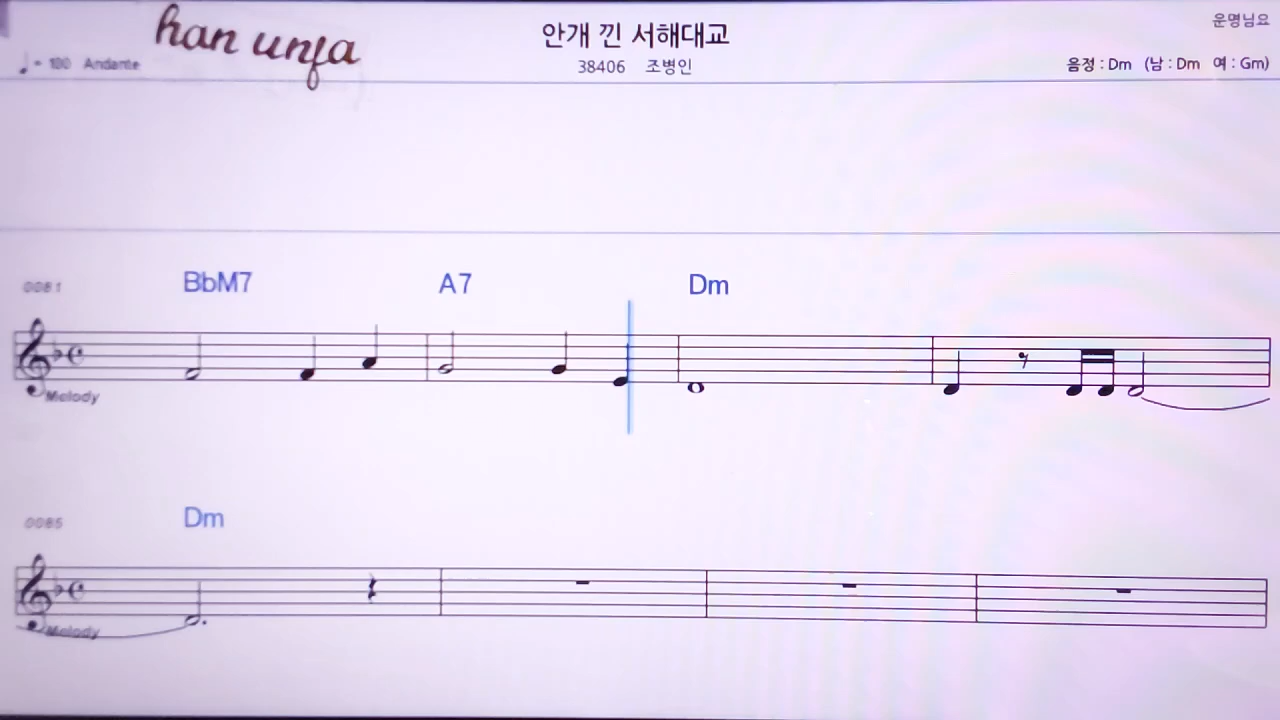 han unfa
안개 낀 서해대교
운명님요
= 100 Andante
38406 조병인
음정 : Dm (남 : Dm 여 : Gm)
0081 BbM7 A7 Dm
Melody
0085 Dm
Melody